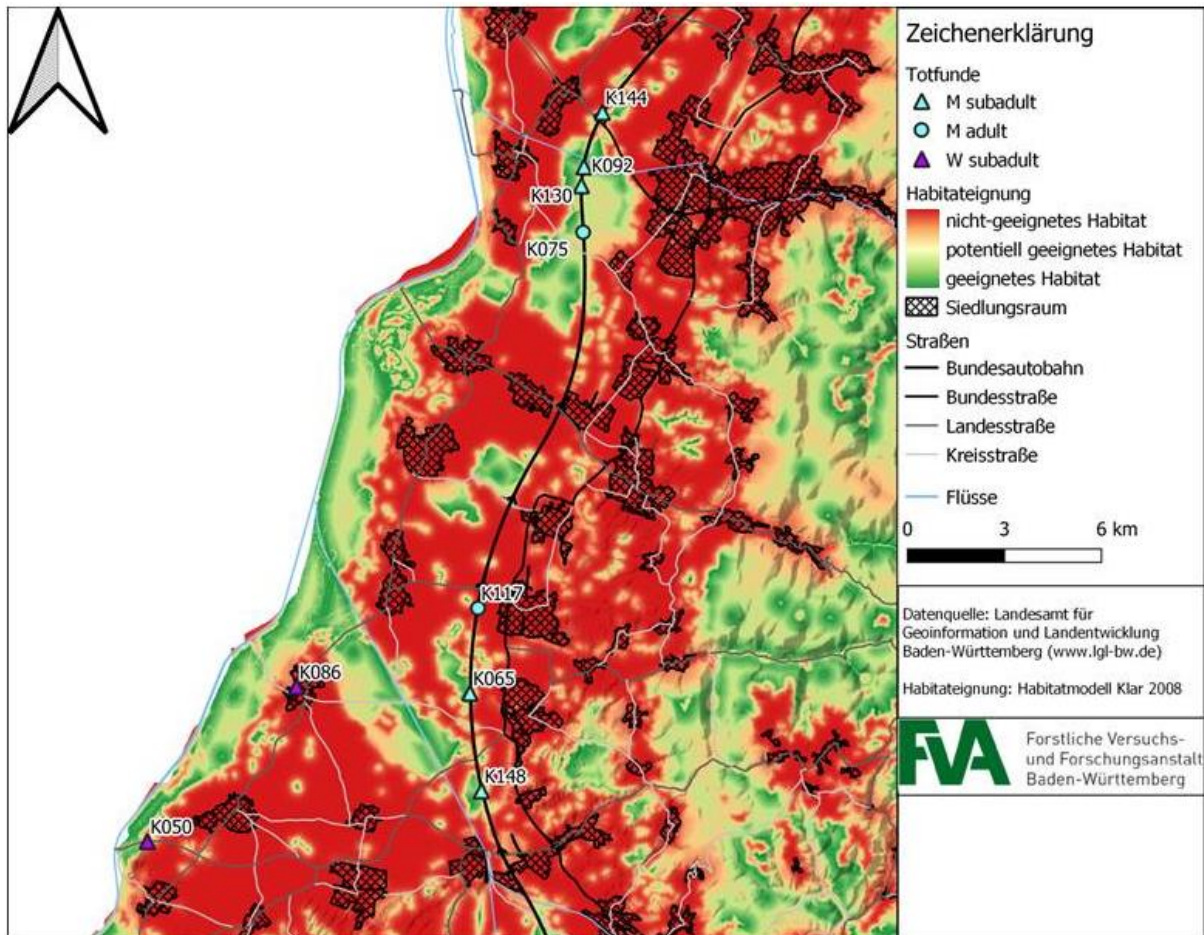 K144
K092
K130
K075
K117
K086
K065
K148
K050
Zeichenerklärung
Totfunde
M subadult
M adult
W subadult
Habitateignung
nicht-geeignetes Habitat
potentiell geeignetes Habitat
geeignetes Habitat
Siedlungsraum
Straßen
Bundesautobahn
Bundesstraße
Landesstraße
Kreisstraße
Flüsse
0 3 6 km
Datenquelle: Landesamt für
Geoinformation und Landentwicklung
Baden-Württemberg (www.lgl-bw.de)
Habitateignung: Habitatmodell Klar 2008
FVA
Forstliche Versuchs-
und Forschungsanstalt
Baden-Württemberg